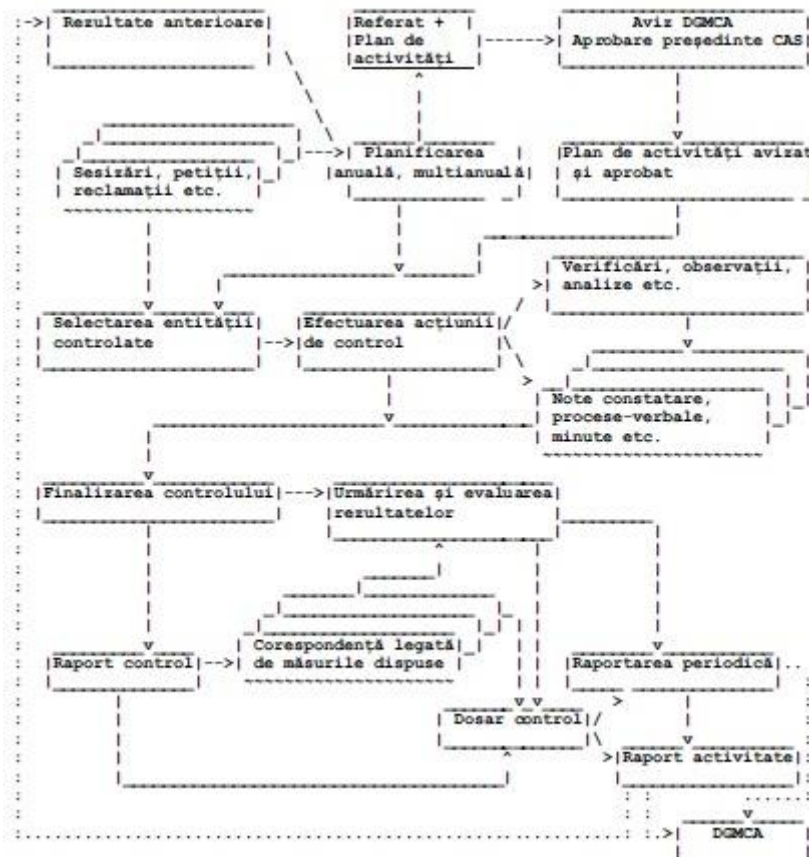 Rezultate anterioare
Referat +
Plan de
activități
Aviz DGMCA
Aprobare președinte CAS
Sesizări, petiții,
reclamații etc.
Planificarea
anuală, multianuală
Plan de activități avizat
și aprobat
Verificări, observații,
analize etc.
Selectarea entității
controlate
Efectuarea acțiunii
de control
Note constatare,
procese-verbale,
minute etc.
Finalizarea controlului
Urmărirea și evaluarea
rezultatelor
Raport control
Corespondență legată
de măsurile dispuse
Raportarea periodică
Dosar control
Raport activitate
DGMCA